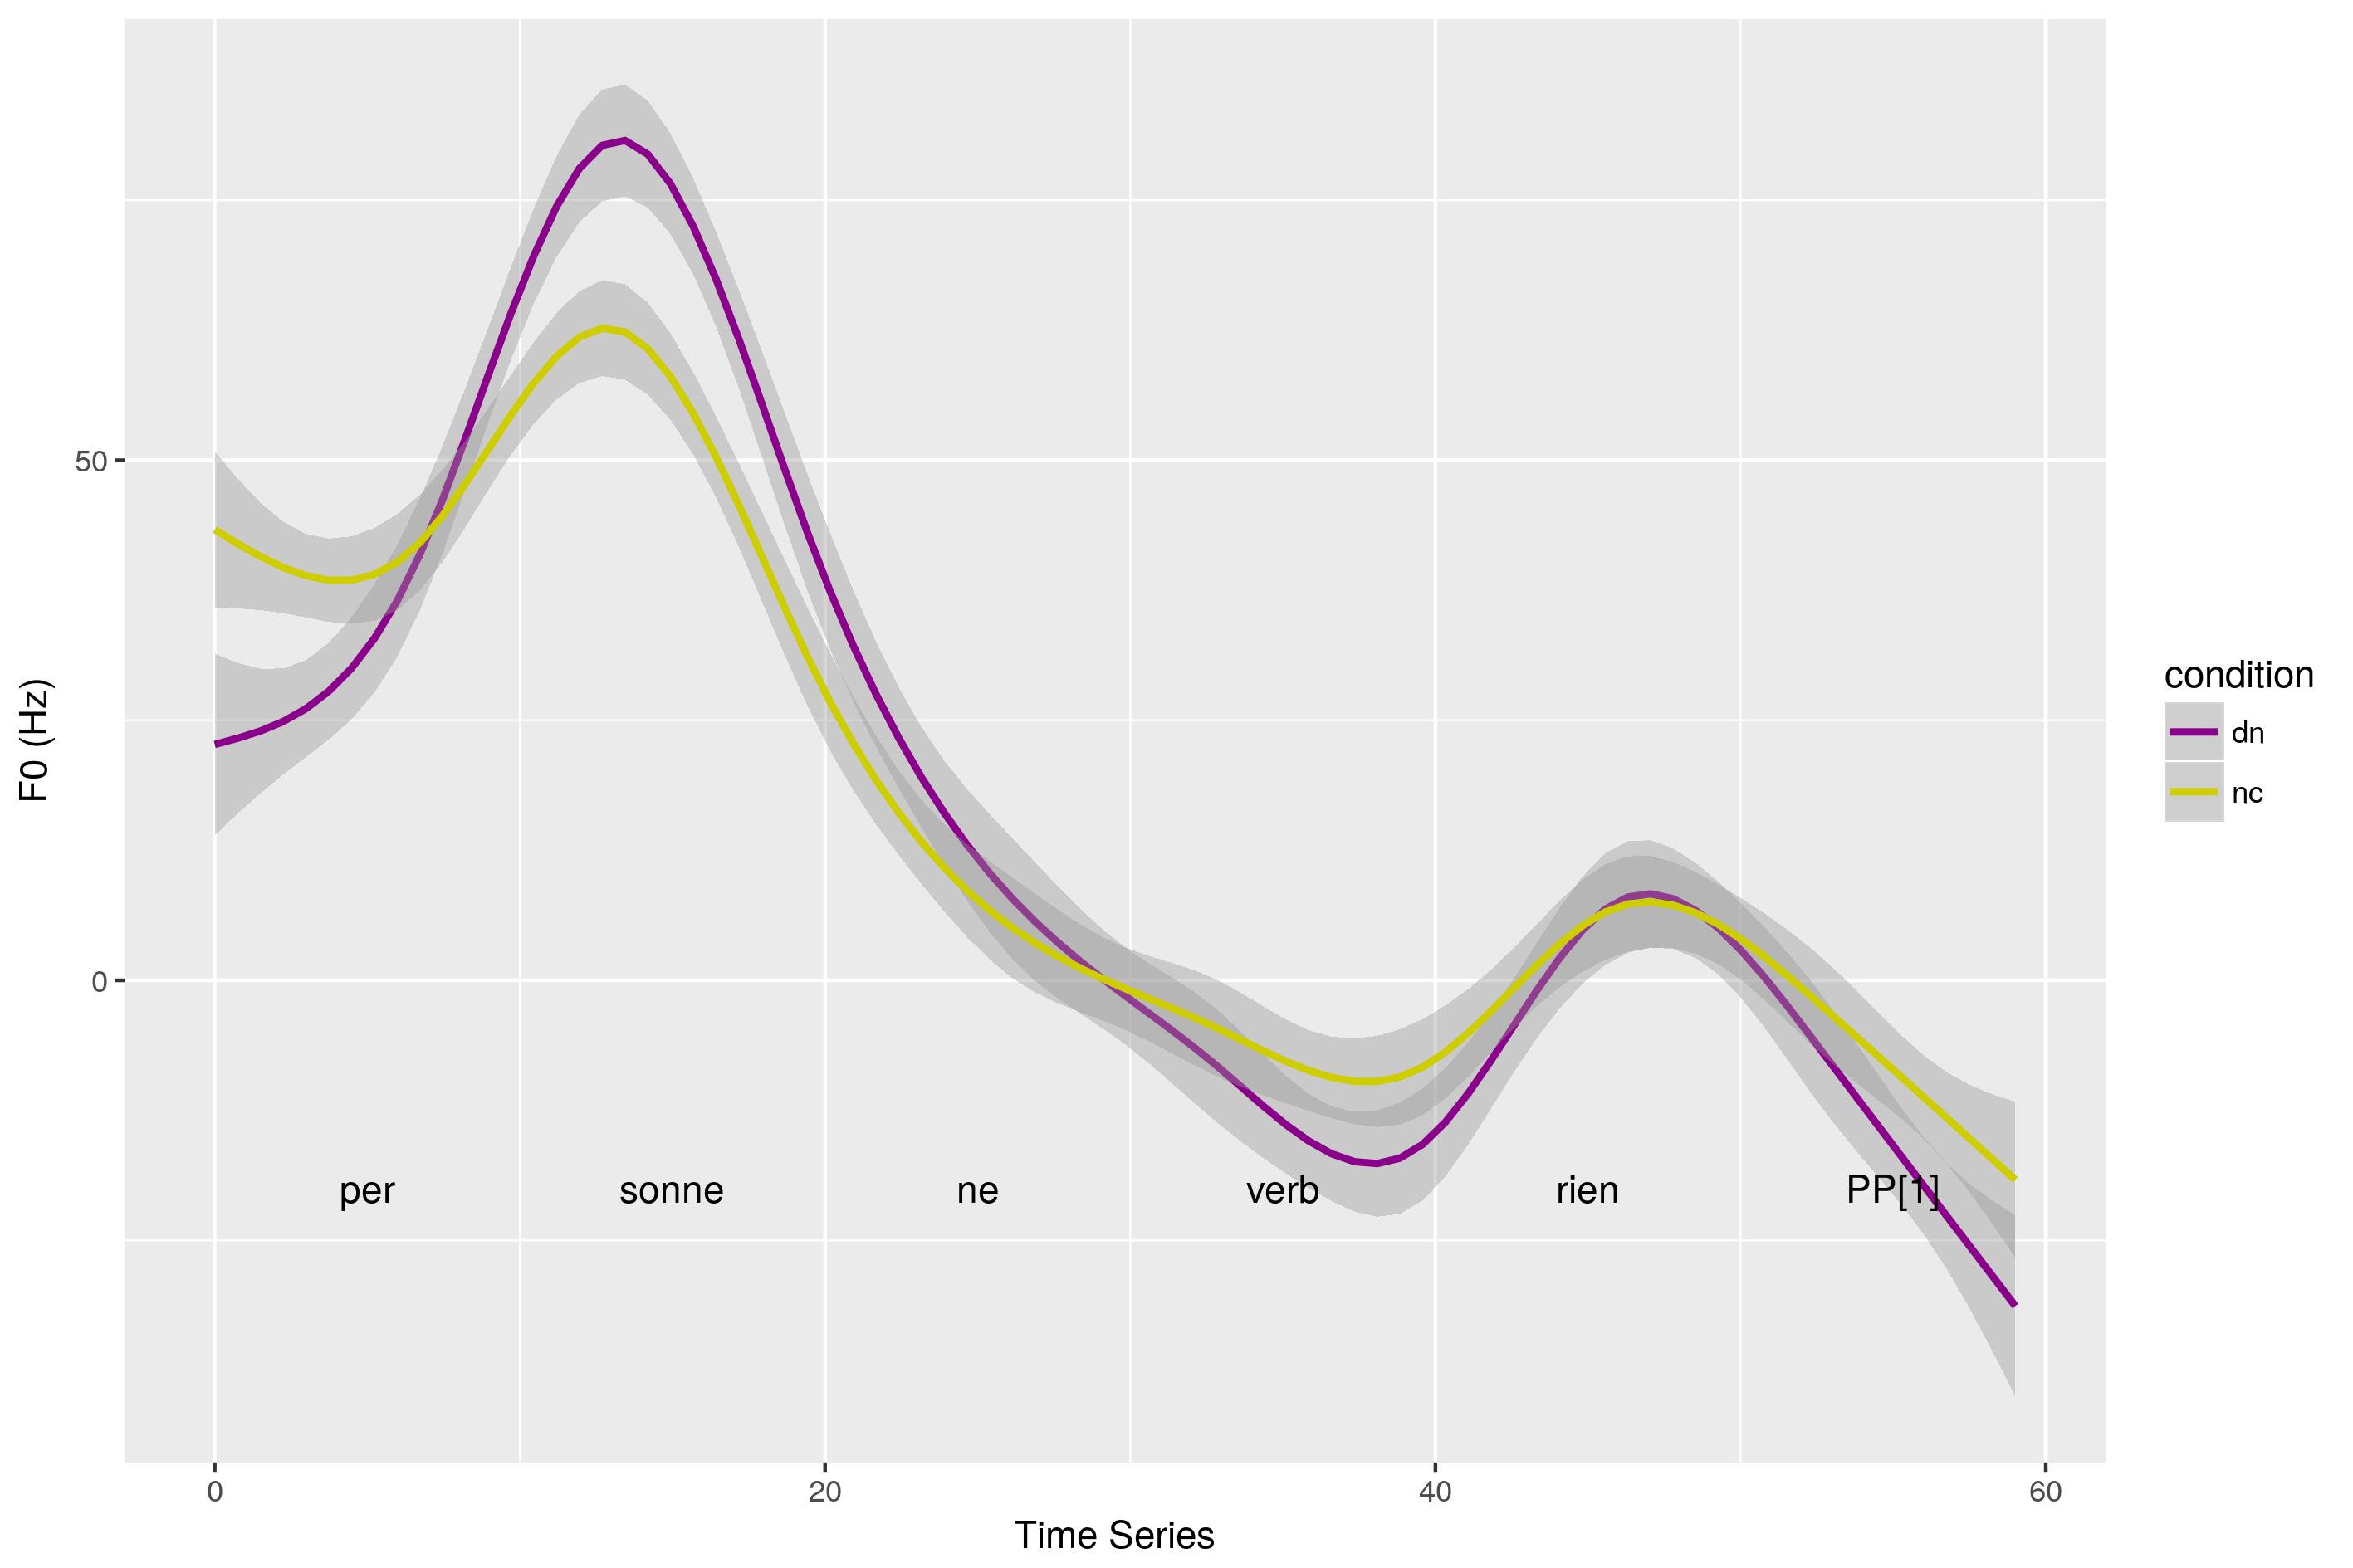 F0 (Hz)
50
0
per sonne ne verb rien PP[1]
0 20 40 60
Time Series
condition
dn
nc